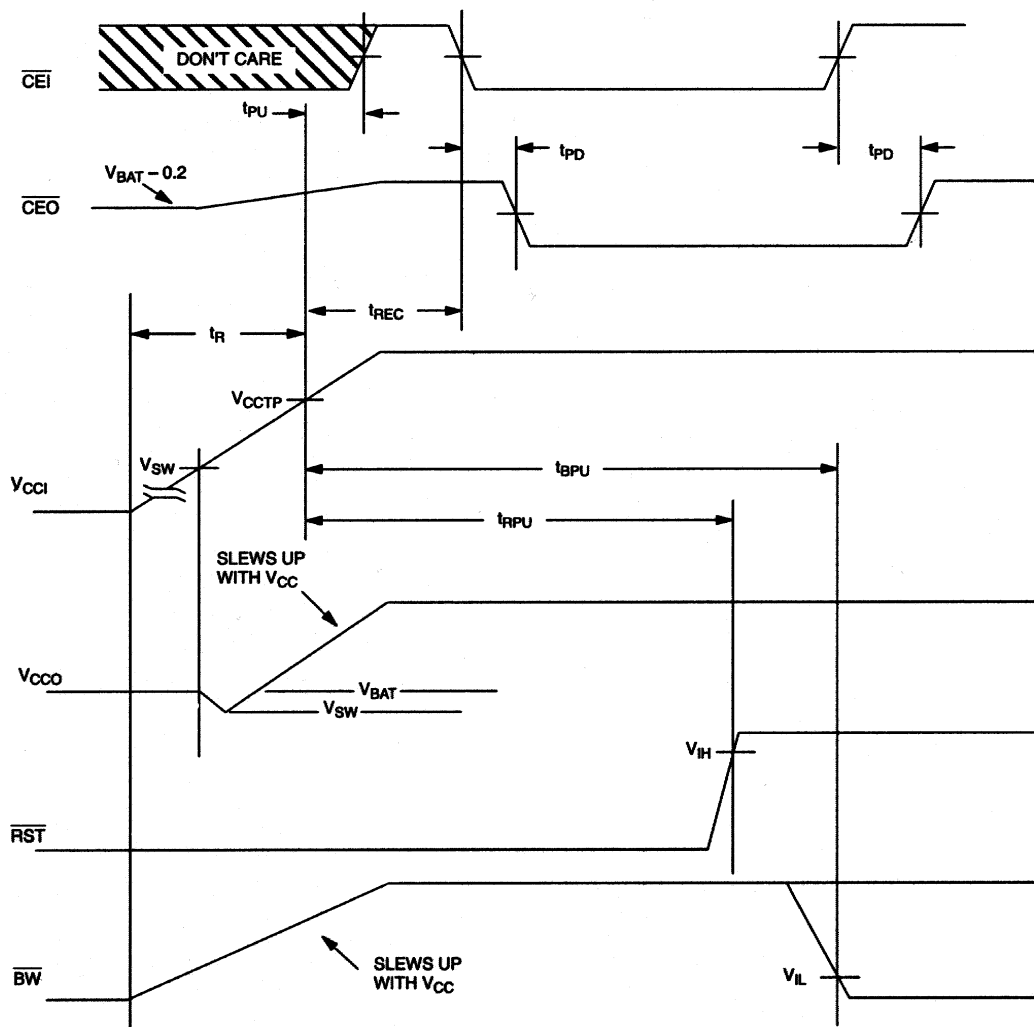 DON'T CARE
CEI
tPU
tPD
tPD
VBAT – 0.2
CEO
tREC
tR
VCCTP
VSW
tBPU
VCCI
tRPU
SLEWS UP
WITH VCC
VCCO
VBAT
VSW
VIH
RST
SLEWS UP
WITH VCC
BW
VIL